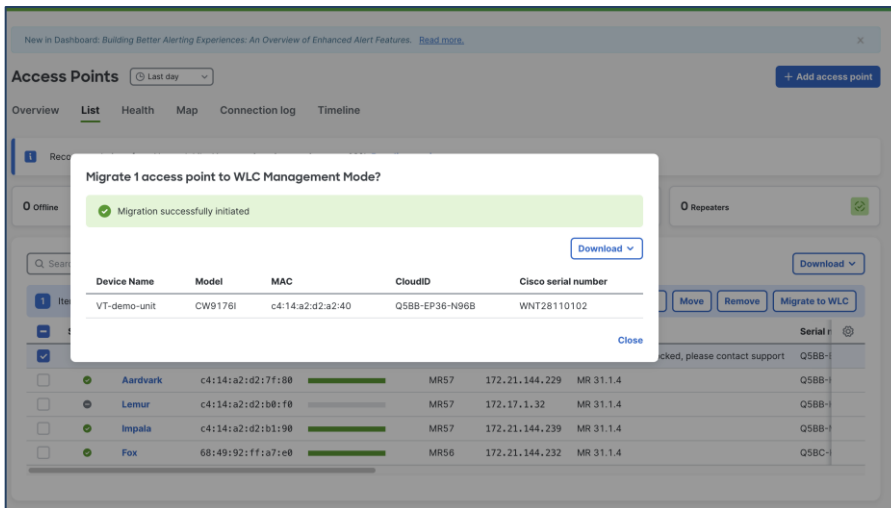 New in Dashboard: Building Better Alerting Experiences: An Overview of Enhanced Alert Features. Read more.
Access Points Last day + Add access point
Overview List Health Map Connection log Timeline
0 Offline 0 Repeaters
Migrate 1 access point to WLC Management Mode?
Migration successfully initiated
Download
Device Name Model MAC CloudID Cisco serial number
VT-demo-unit CW9176I c4:14:a2:d2:a2:40 Q5BB-EP36-N96B WNT28110102
Close
Download
1 Move Remove Migrate to WLC
Serial
please contact support Q5BB-
Aardvark c4:14:a2:d2:7f:80 MR57 172.21.144.229 MR 31.1.4 Q5BB-
Lemur c4:14:a2:d2:b0:f0 MR57 172.17.1.32 MR 31.1.4 Q5BB-
Impala c4:14:a2:d2:b1:90 MR57 172.21.144.239 MR 31.1.4 Q5BB-
Fox 68:49:92:ff:a7:e0 MR56 172.21.144.232 MR 31.1.4 Q5BC-